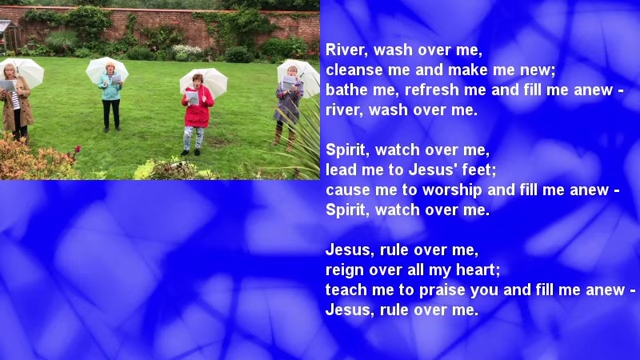 River, wash over me,
cleanse me and make me new;
bathe me, refresh me and fill me anew -
river, wash over me.
Spirit, watch over me,
lead me to Jesus' feet;
cause me to worship and fill me anew -
Spirit, watch over me.
Jesus, rule over me,
reign over all my heart;
teach me to praise you and fill me anew -
Jesus, rule over me.